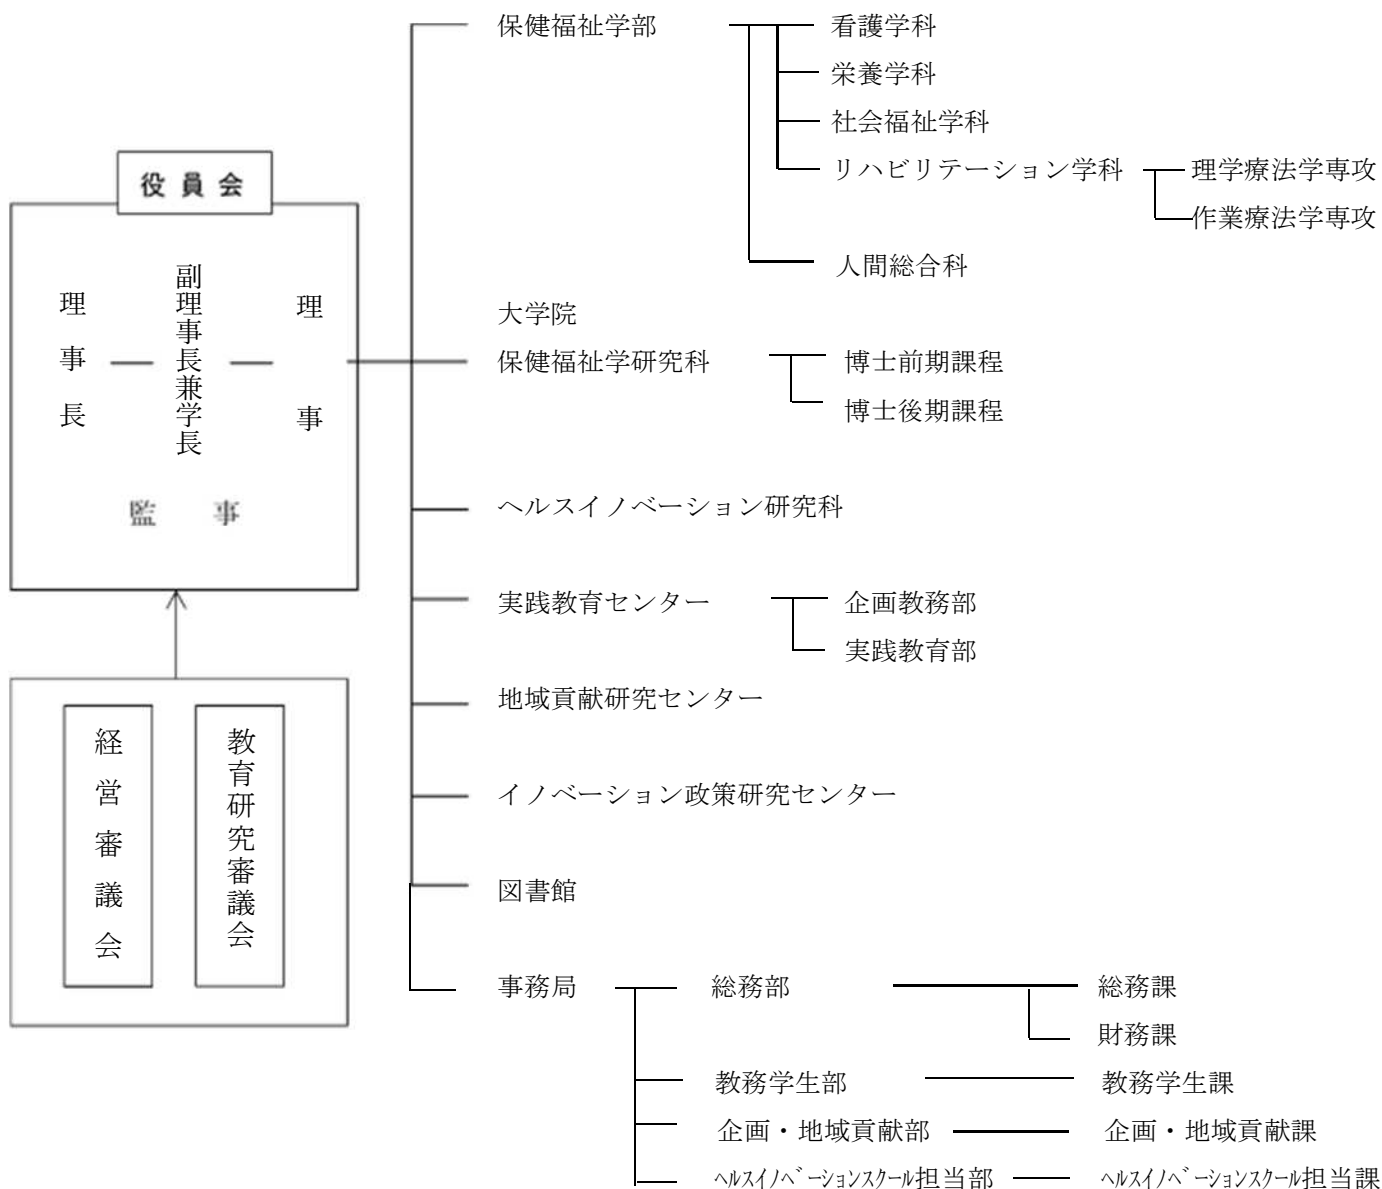 役員会
理事長
副理事長兼学長
理事
監事
経営審議会
教育研究審議会
保健福祉学部
看護学科
栄養学科
社会福祉学科
リハビリテーション学科
理学療法学専攻
作業療法学専攻
人間総合科
大学院
保健福祉学研究科
博士前期課程
博士後期課程
ヘルスイノベーション研究科
実践教育センター
企画教務部
実践教育部
地域貢献研究センター
イノベーション政策研究センター
図書館
事務局
総務部
総務課
財務課
教務学生部
教務学生課
企画・地域貢献部
企画・地域貢献課
ﾍﾙｽｲﾉﾍﾞｰｼｮﾝｽｸｰﾙ担当部
ﾍﾙｽｲﾉﾍﾞｰｼｮﾝｽｸｰﾙ担当課